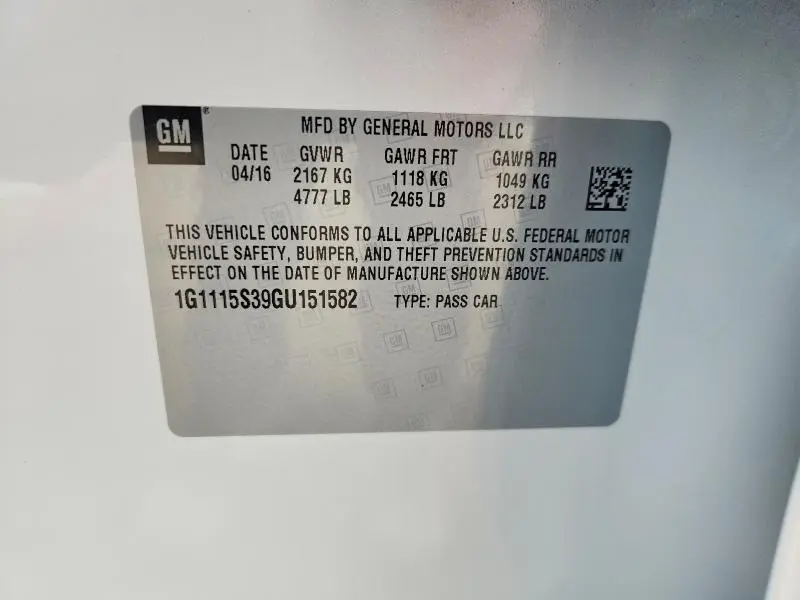 GM
MFD BY GENERAL MOTORS LLC
DATE GVWR GAWR FRT GAWR RR
04/16 2167 KG 1118 KG 1049 KG
4777 LB 2465 LB 2312 LB
THIS VEHICLE CONFORMS TO ALL APPLICABLE U.S. FEDERAL MOTOR
VEHICLE SAFETY, BUMPER, AND THEFT PREVENTION STANDARDS IN
EFFECT ON THE DATE OF MANUFACTURE SHOWN ABOVE.
1G1115S39GU151582 TYPE: PASS CAR